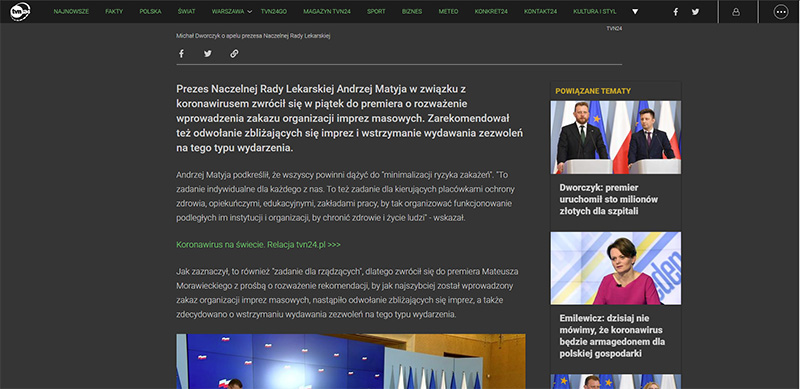 tvn24
NAJNOWSZE FAKTY POLSKA ŚWIAT WARSZAWA TVN24GO MAGAZYN TVN24 SPORT BIZNES METEO KONKRET24 KONTAKT24 KULTURA I STYL
TVN24
Michał Dworczyk o apelu prezesa Naczelnej Rady Lekarskiej
Prezes Naczelnej Rady Lekarskiej Andrzej Matyja w związku z
koronawirusem zwrócił się w piątek do premiera o rozważenie
wprowadzenia zakazu organizacji imprez masowych. Zarekomendował
też odwołanie zbliżających się imprez i wstrzymanie wydawania zezwoleń
na tego typu wydarzenia.
Andrzej Matyja podkreślił, że wszyscy powinni dążyć do "minimalizacji ryzyka zakażeń". "To
zadanie indywidualne dla każdego z nas. To też zadanie dla kierujących placówkami ochrony
zdrowia, opiekuńczymi, edukacyjnymi, zakładami pracy, by tak organizować funkcjonowanie
podległych im instytucji i organizacji, by chronić zdrowie i życie ludzi" - wskazał.
Koronawirus na świecie. Relacja tvn24.pl >>>
Jak zaznaczył, to również "zadanie dla rządzących", dlatego zwrócił się do premiera Mateusza
Morawieckiego z prośbą o rozważenie rekomendacji, by jak najszybciej został wprowadzony
zakaz organizacji imprez masowych, nastąpiło odwołanie zbliżających się imprez, a także
zdecydowano o wstrzymaniu wydawania zezwoleń na tego typu wydarzenia.
POWIĄZANE TEMATY
Dworczyk: premier
uruchomił sto milionów
złotych dla szpitali
Emilewicz: dzisiaj nie
mówimy, że koronawirus
będzie armagedonem dla
polskiej gospodarki